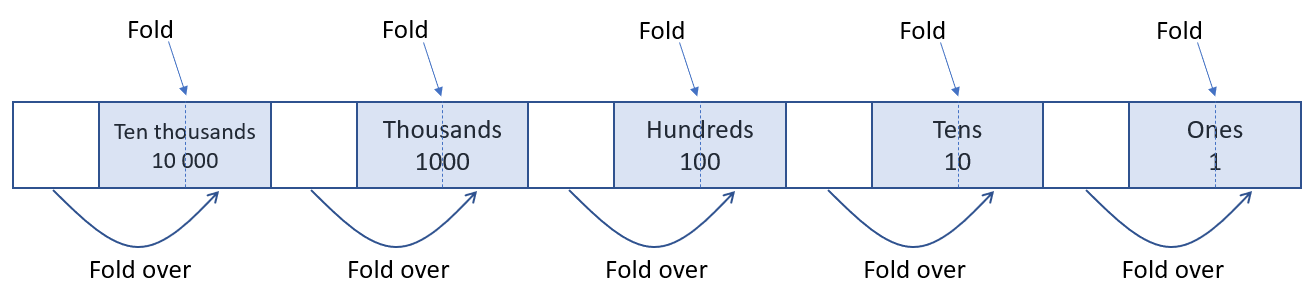 Fold Fold Fold Fold Fold
Ten thousands
10 000
Thousands
1000
Hundreds
100
Tens
10
Ones
1
Fold over Fold over Fold over Fold over Fold over